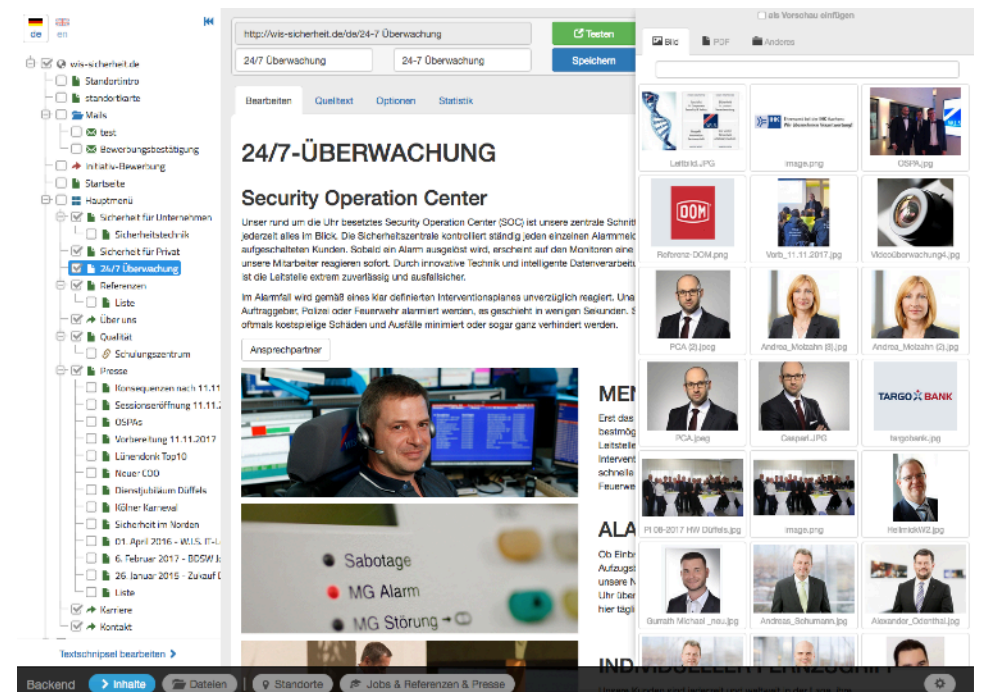 de en
wis-sicherheit.de
Standortintro
standortkarte
Mails
test
Bewerbungsbestätigung
Initiativ-Bewerbung
Startseite
Hauptmenü
Sicherheit für Unternehmen
Sicherheitstechnik
Sicherheit für Privat
24/7 Überwachung
Referenzen
Liste
Über uns
Qualität
Schulungszentrum
Presse
Konsequenzen nach 11.11
Sessionseröffnung 11.11.2
OSPAs
Vorbereitung 11.11.2017
Lünendonk Top10
Neuer COO
Dienstjubiläum Düffels
Kölner Karneval
Sicherheit im Norden
01. April 2016 - W.I.S. IT-L
6. Februar 2017 - BDSW
26. Januar 2015 - Zukauf
Liste
Karriere
Kontakt
Textschnipsel bearbeiten
http://wis-sicherheit.de/de/24-7 Überwachung
Testen
24/7 Überwachung
24-7 Überwachung
Speichern
Bearbeiten Quelltext Optionen Statistik
24/7-ÜBERWACHUNG
Security Operation Center
Unser rund um die Uhr besetztes Security Operation Center (SOC) ist unsere zentrale Schnitt
jederzeit alles im Blick. Die Sicherheitszentrale kontrolliert ständig jeden einzelnen Alarmmeld
aufgeschalteten Kunden. Sobald ein Alarm ausgelöst wird, erscheint auf den Monitoren eine
unsere Mitarbeiter reagieren sofort. Durch innovative Technik und intelligente Datenverarbeitu
ist die Leitstelle extrem zuverlässig und ausfallsicher.
Im Alarmfall wird gemäß eines klar definierten Interventionsplanes unverzüglich reagiert. Una
Auftraggeber, Polizei oder Feuerwehr alarmiert werden, es geschieht in wenigen Sekunden. S
oftmals kostspielige Schäden und Ausfälle minimiert oder sogar ganz verhindert werden.
Ansprechpartner
MEN
Erst das
bestmög
Leitstelle
Intervent
schnelle
Feuerwe
Sabotage
MG Alarm
MG Störung
ALA
Ob Einbr
Aufzugst
unsere N
Uhr über
hier tägli
INDIVIDUELLER FERNZUGRIFF
als Vorschau einfügen
Bild PDF Anderes
Leitbild.JPG image.png OSPA.jpg
DOM
Referenz-DOM.png Vorb_11.11.2017.jpg Videoüberwachung4.jpg
PCA (2).jpeg Andrea_Molzahn (3).jpg Andrea_Molzahn (2).jpg
TARGO BANK
PCA.jpeg Casperl.JPG targobank.jpg
PI 08-2017 HW Düffels.jpg image.png HelmickW2.jpg
Gurrath Michael _neu.jpg Andreas_Schumann.jpg Alexander_Odenthal.jpg
Backend Inhalte Dateien Standorte Jobs & Referenzen & Presse